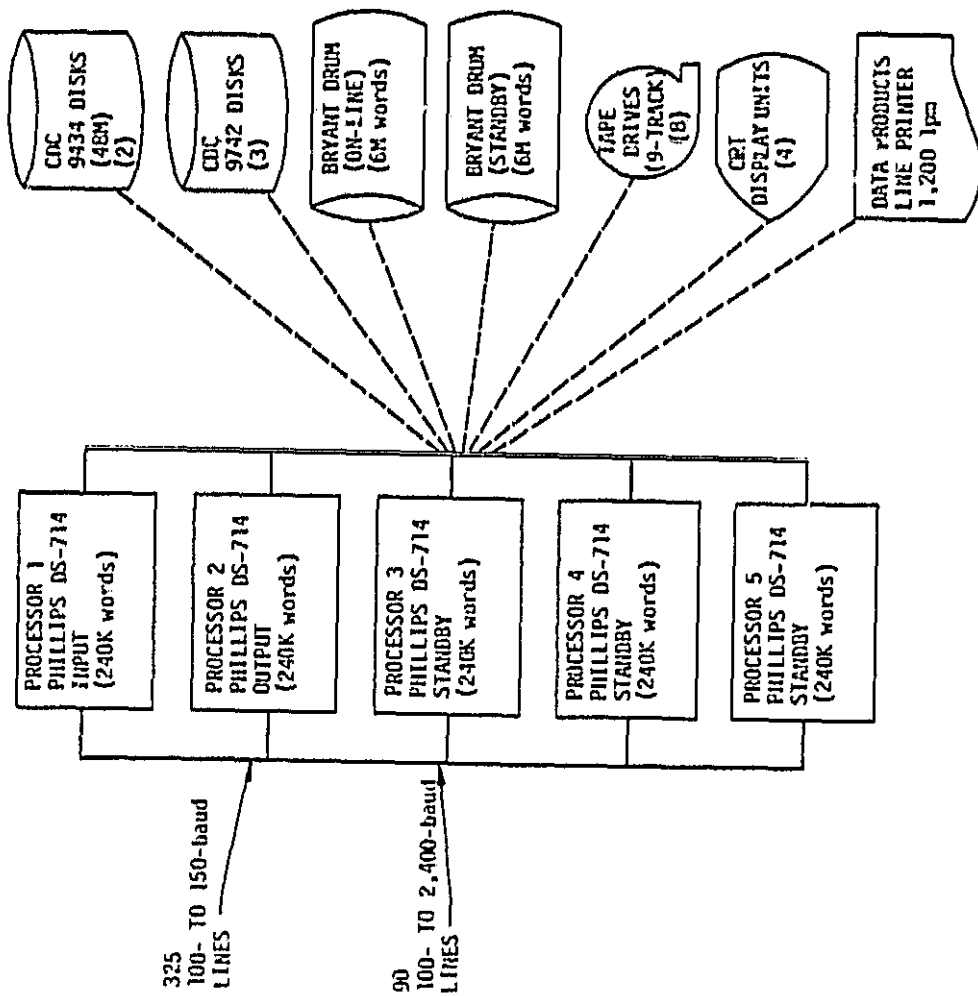 325
100- TO 150-baud
LINES
90
100- TO 2,400-baud
LINES
PROCESSOR 1
PHILLIPS DS-714
INPUT
(240K words)
PROCESSOR 2
PHILLIPS DS-714
OUTPUT
(240K words)
PROCESSOR 3
PHILLIPS DS-714
STANDBY
(240K words)
PROCESSOR 4
PHILLIPS DS-714
STANDBY
(240K words)
PROCESSOR 5
PHILLIPS DS-714
STANDBY
(240K words)
CDC
9434 DISKS
(48M)
(2)
CDC
9742 DISKS
(3)
BRYANT DRUM
(ON-LINE)
(6M words)
BRYANT DRUM
(STANDBY)
(6M words)
TAPE
DRIVES
(9-TRACK)
(8)
CRT
DISPLAY UNITS
(4)
DATA PRODUCTS
LINE PRINTER
1,200 lpm